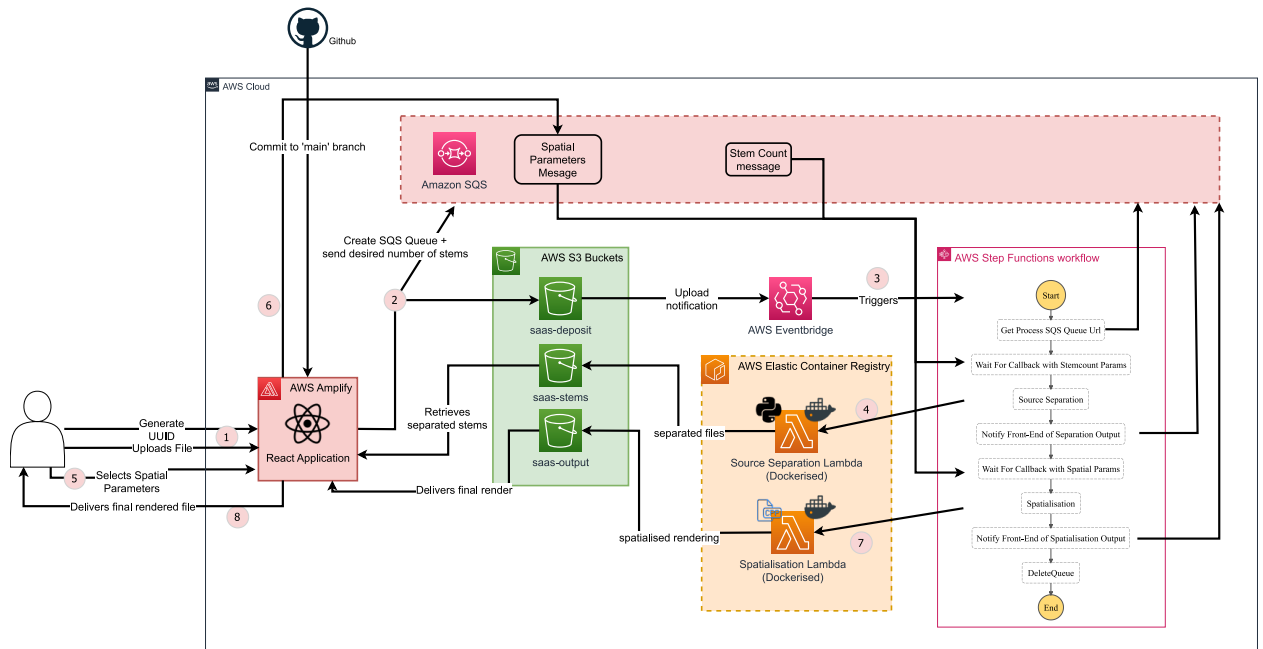 Github
aws
AWS Cloud
Commit to 'main' branch
Amazon SQS
Spatial
Parameters
Mesage
Stem Count
message
Create SQS Queue +
send desired number of stems
AWS S3 Buckets
saas-deposit
saas-stems
saas-output
Upload
notification
AWS Eventbridge
3
Triggers
AWS Step Functions workflow
Start
Get Process SQS Queue Url
Wait For Callback with Stemcount Params
Source Separation
Notify Front-End of Separation Output
Wait For Callback with Spatial Params
Spatialisation
Notify Front-End of Spatialisation Output
DeleteQueue
End
6
2
AWS Elastic Container Registry
4
separated files
Source Separation Lambda
(Dockerised)
CPP
spatialised rendering
7
Spatialisation Lambda
(Dockerised)
AWS Amplify
React Application
Retrieves
separated stems
Delivers final render
Generate
UUID
1
Uploads File
5
Selects Spatial
Parameters
Delivers final rendered file
8